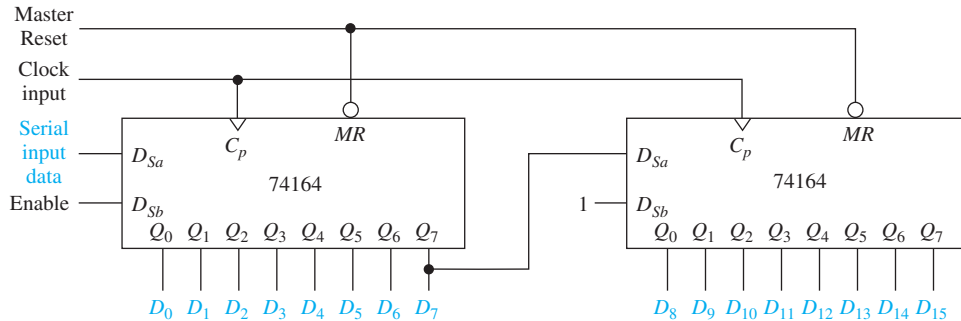 Master
Reset
Clock
input
Serial
input
data
Enable
C_p
MR
D_Sa
74164
D_Sb
Q_0 Q_1 Q_2 Q_3 Q_4 Q_5 Q_6 Q_7
D_0 D_1 D_2 D_3 D_4 D_5 D_6 D_7
C_p
MR
D_Sa
74164
1
D_Sb
Q_0 Q_1 Q_2 Q_3 Q_4 Q_5 Q_6 Q_7
D_8 D_9 D_10 D_11 D_12 D_13 D_14 D_15